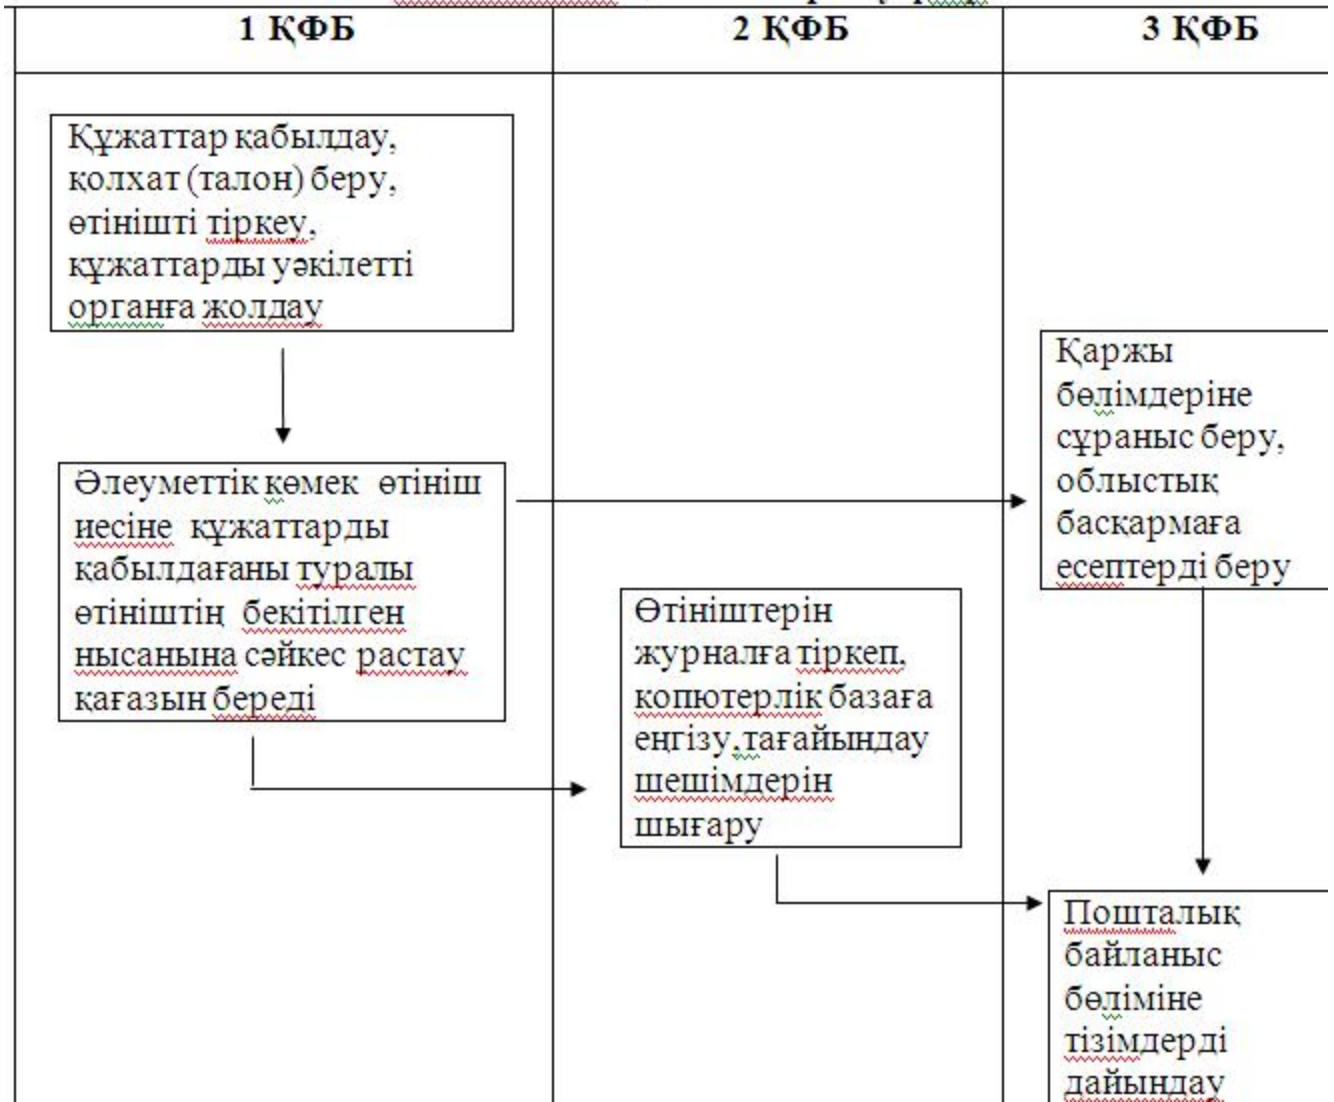 1 ҚФБ
2 ҚФБ
3 ҚФБ
Құжаттар қабылдау,
қолхат (талон) беру,
өтінішті тіркеу,
құжаттарды уәкілетті
органға жолдау
Әлеуметтік көмек өтініш
иесіне құжаттарды
қабылдағаны туралы
өтініштің бекітілген
нысанына сәйкес растау
қағазын береді
Өтініштерін
журналға тіркеп,
копютерлік базаға
еңгізу,тағайындау
шешімдерін
шығару
Қаржы
бөлімдеріне
сұраныс беру,
облыстық
басқармаға
есептерді беру
Пошталық
байланыс
бөліміне
тізімдерді
дайындау